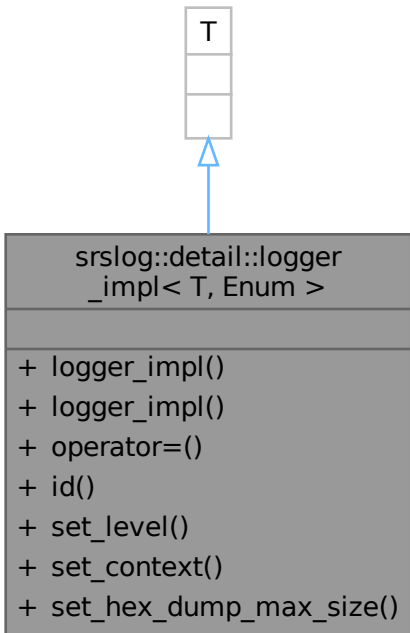 T
srslog::detail::logger
_impl< T, Enum >
+ logger_impl()
+ logger_impl()
+ operator=()
+ id()
+ set_level()
+ set_context()
+ set_hex_dump_max_size()